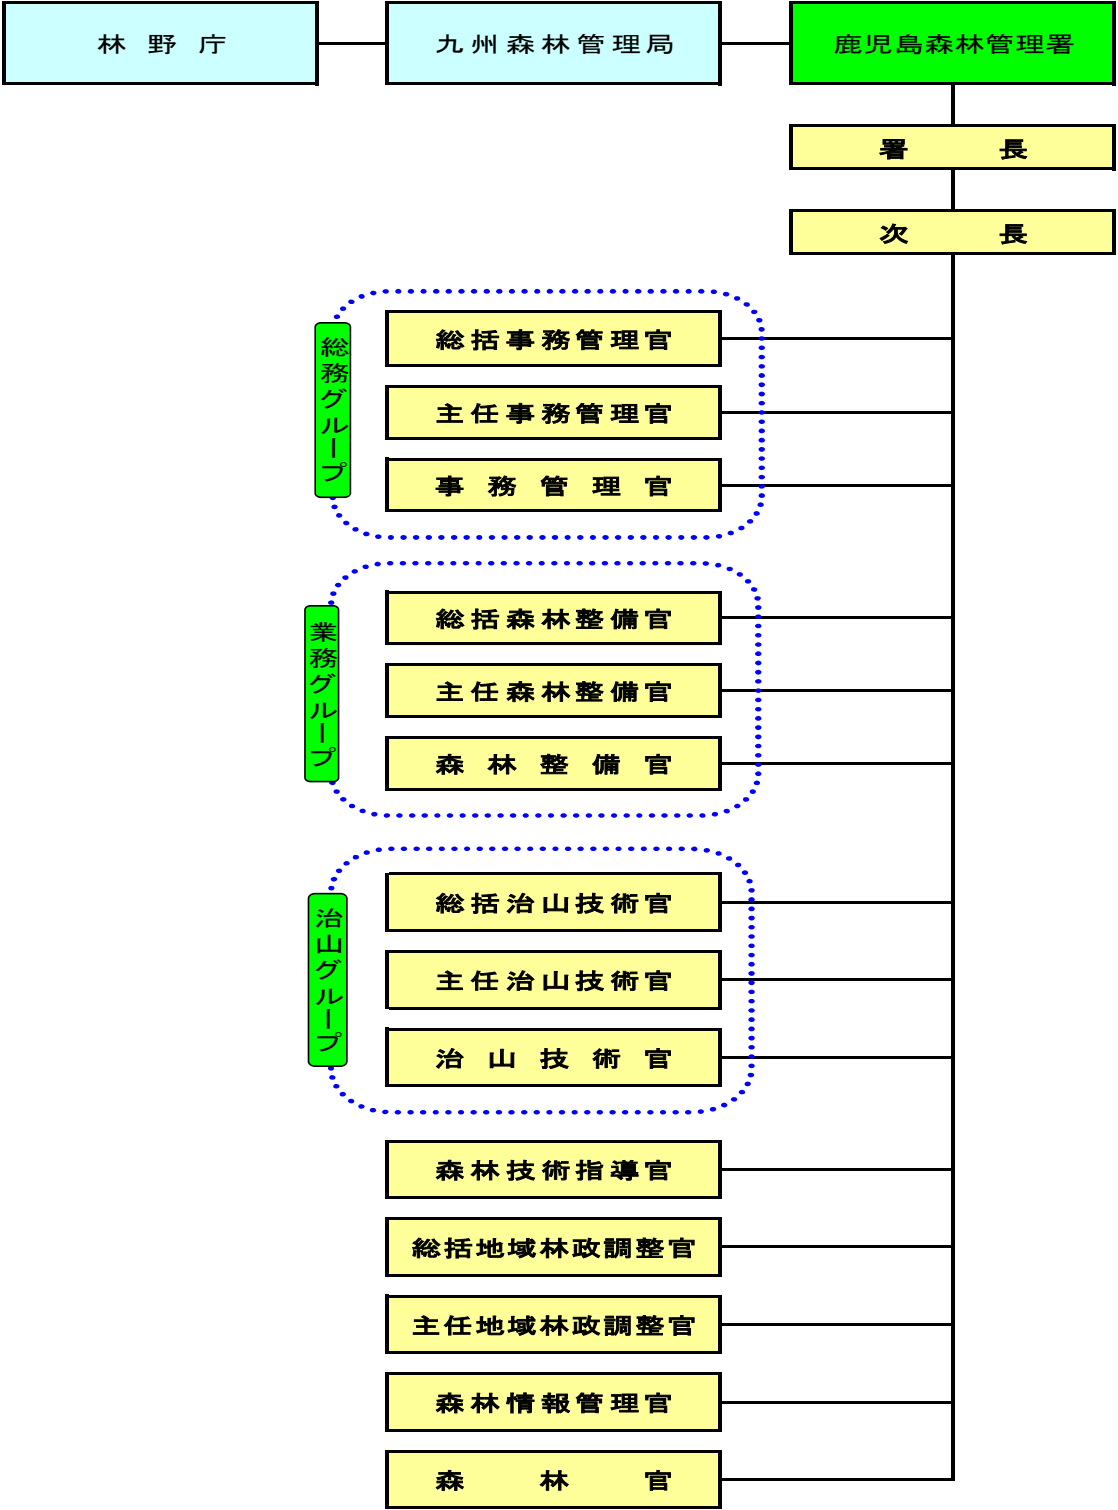 林野庁
九州森林管理局
鹿児島森林管理署
署長
次長
総務グループ
総括事務管理官
主任事務管理官
事務管理官
業務グループ
総括森林整備官
主任森林整備官
森林整備官
治山グループ
総括治山技術官
主任治山技術官
治山技術官
森林技術指導官
総括地域林政調整官
主任地域林政調整官
森林情報管理官
森林官